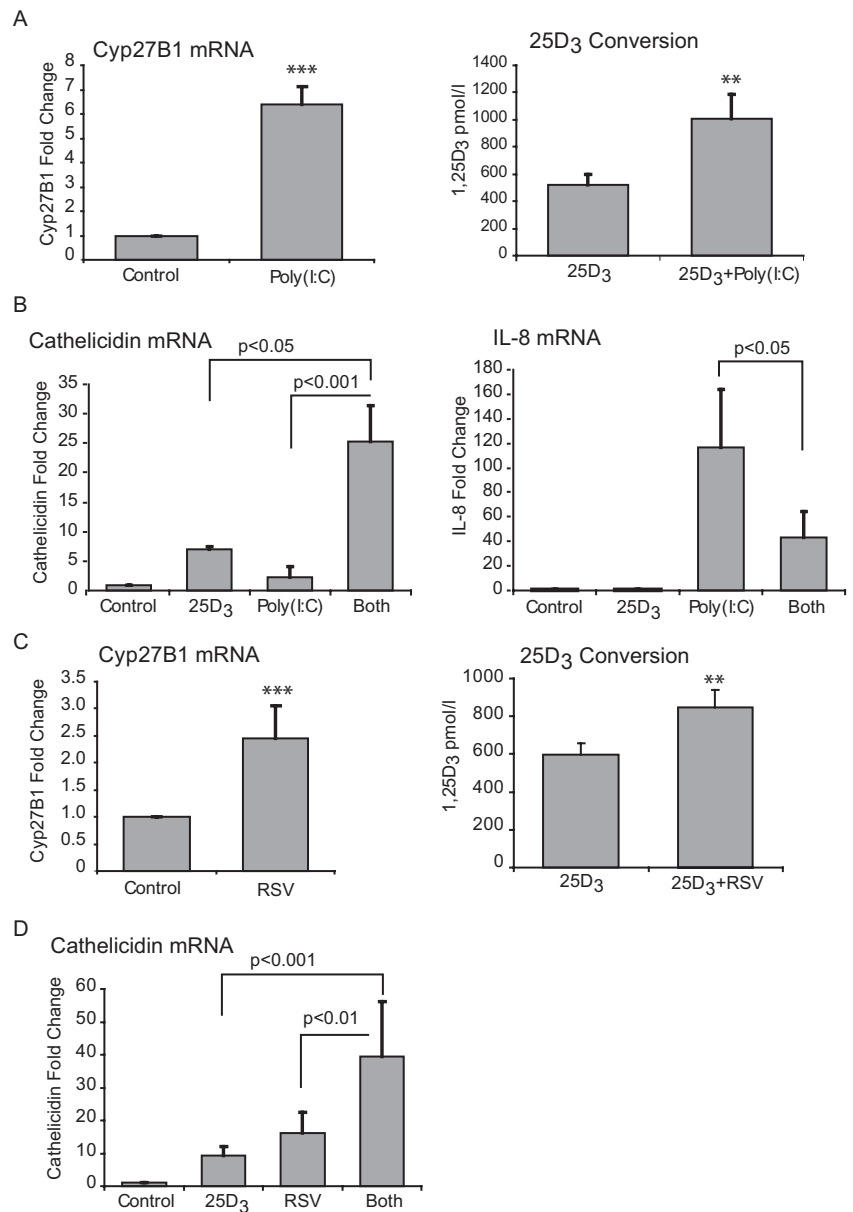 A
Cyp27B1 mRNA
Cyp27B1 Fold Change
8
7
6
5
4
3
2
1
0
***
Control
Poly(I:C)
25D₃ Conversion
1,25D₃ pmol/l
1400
1200
1000
800
600
400
200
0
**
25D₃
25D₃+Poly(I:C)
B
Cathelicidin mRNA
p<0.05
p<0.001
Cathelicidin Fold Change
35
30
25
20
15
10
5
0
Control
25D₃
Poly(I:C)
Both
IL-8 mRNA
p<0.05
IL-8 Fold Change
180
160
140
120
100
80
60
40
20
0
Control
25D₃
Poly(I:C)
Both
C
Cyp27B1 mRNA
Cyp27B1 Fold Change
3.5
3.0
2.5
2.0
1.5
1.0
0.5
0
***
Control
RSV
25D₃ Conversion
1,25D₃ pmol/l
1000
800
600
400
200
0
**
25D₃
25D₃+RSV
D
Cathelicidin mRNA
p<0.001
p<0.01
Cathelicidin Fold Change
60
50
40
30
20
10
0
Control
25D₃
RSV
Both